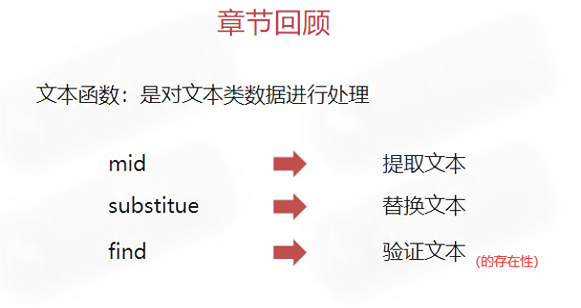 章节回顾
文本函数：是对文本类数据进行处理
mid 提取文本
substitue 替换文本
find 验证文本 (的存在性)